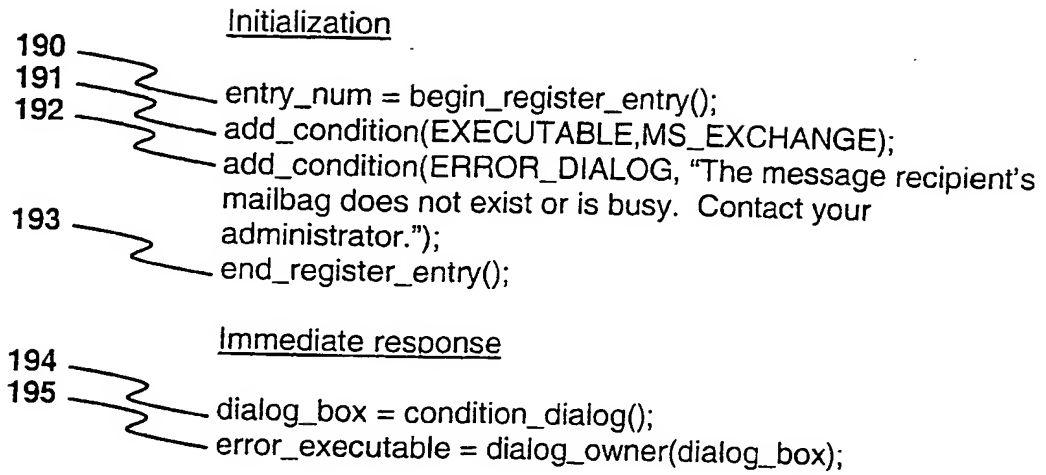 Initialization
190
191
192
entry_num = begin_register_entry();
add_condition(EXECUTABLE,MS_EXCHANGE);
add_condition(ERROR_DIALOG, “The message recipient's
mailbag does not exist or is busy. Contact your
administrator.”);
193
end_register_entry();
Immediate response
194
195
dialog_box = condition_dialog();
error_executable = dialog_owner(dialog_box);